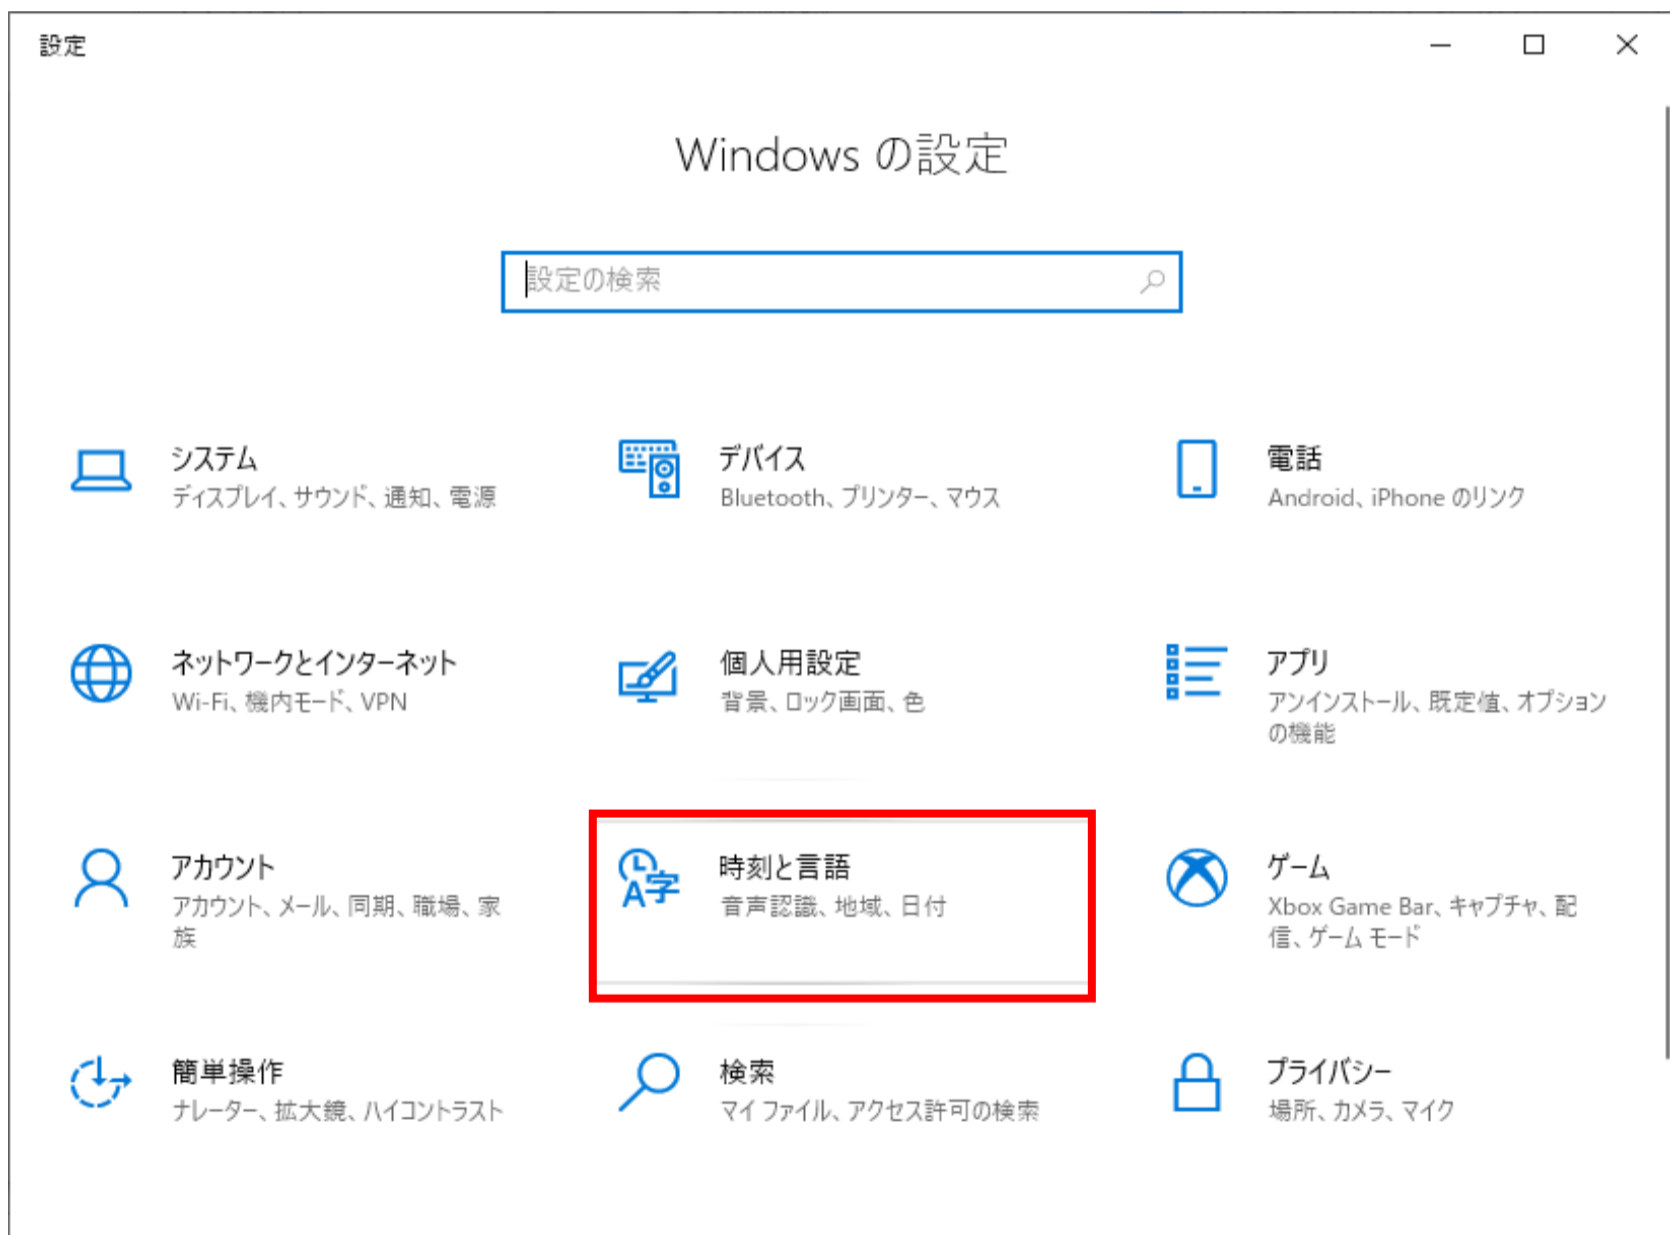 設定
Windows の設定
設定の検索
システム
ディスプレイ、サウンド、通知、電源
デバイス
Bluetooth、プリンター、マウス
電話
Android、iPhone のリンク
ネットワークとインターネット
Wi-Fi、機内モード、VPN
個人用設定
背景、ロック画面、色
アプリ
アンインストール、既定値、オプション
の機能
アカウント
アカウント、メール、同期、職場、家
族
時刻と言語
音声認識、地域、日付
ゲーム
Xbox Game Bar、キャプチャ、配
信、ゲーム モード
簡単操作
ナレーター、拡大鏡、ハイコントラスト
検索
マイ ファイル、アクセス許可の検索
プライバシー
場所、カメラ、マイク